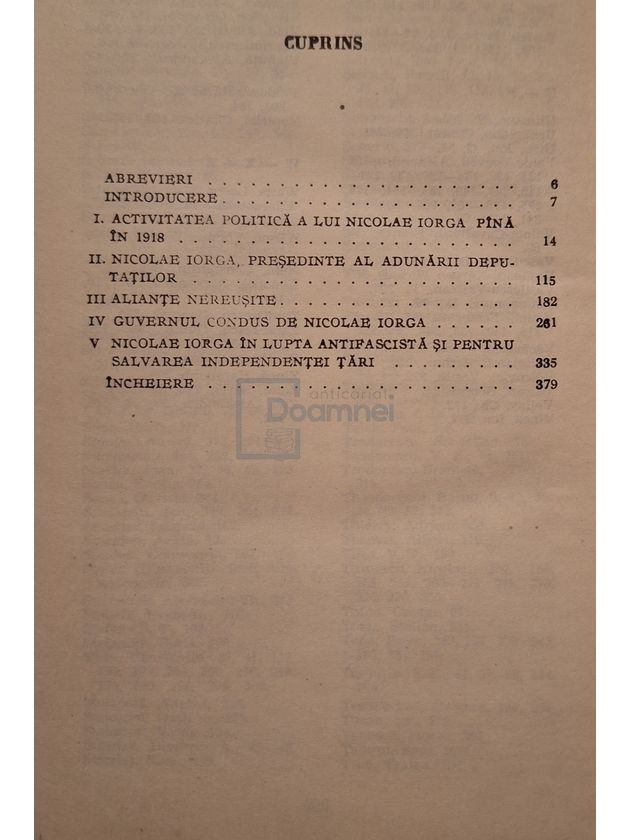 CUPRINS
ABREVIERI . . . . . . . . . . . . . . . . . . . 6
INTRODUCERE . . . . . . . . . . . . . . . . . . 7
I. ACTIVITATEA POLITICĂ A LUI NICOLAE IORGA PÎNĂ
ÎN 1918 . . . . . . . . . . . . . . . . . . . . 14
II. NICOLAE IORGA, PREŞEDINTE AL ADUNĂRII DEPU-
TAŢILOR . . . . . . . . . . . . . . . . . . . . 115
III ALIANŢE NEREUŞITE . . . . . . . . . . . . . . 182
IV GUVERNUL CONDUS DE NICOLAE IORGA . . . . . . 261
V NICOLAE IORGA ÎN LUPTA ANTIFASCISTĂ ŞI PENTRU
SALVAREA INDEPENDENŢEI ŢĂRI . . . . . . . . . 335
ÎNCHEIERE . . . . . . . . . . . . . . . . . . . 379
anticariat
Doamnei